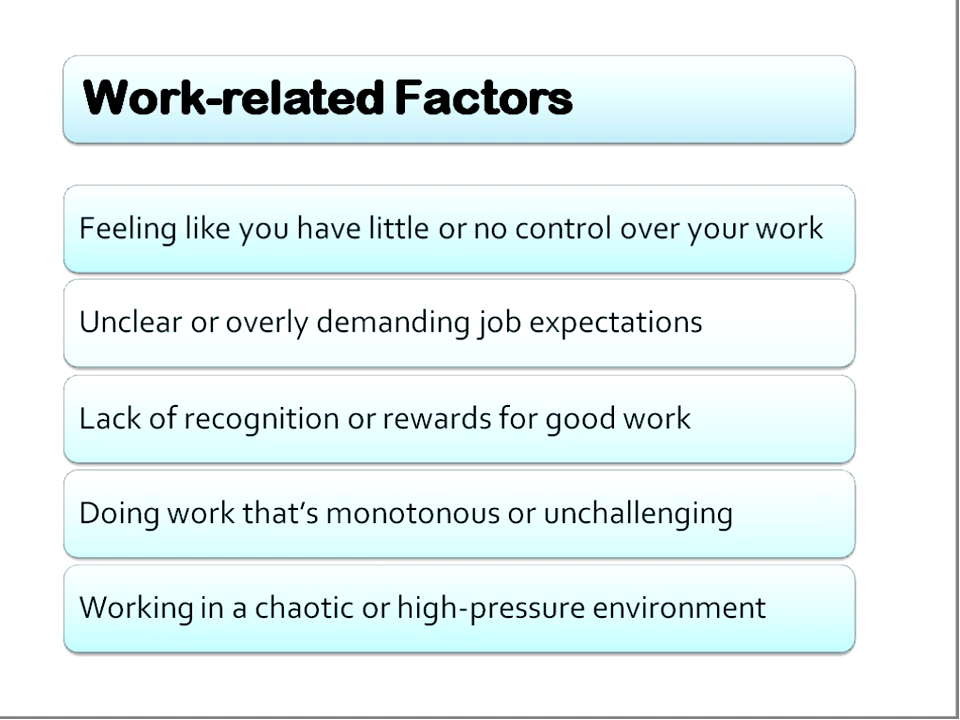 Work-related Factors
Feeling like you have little or no control over your work
Unclear or overly demanding job expectations
Lack of recognition or rewards for good work
Doing work that’s monotonous or unchallenging
Working in a chaotic or high-pressure environment